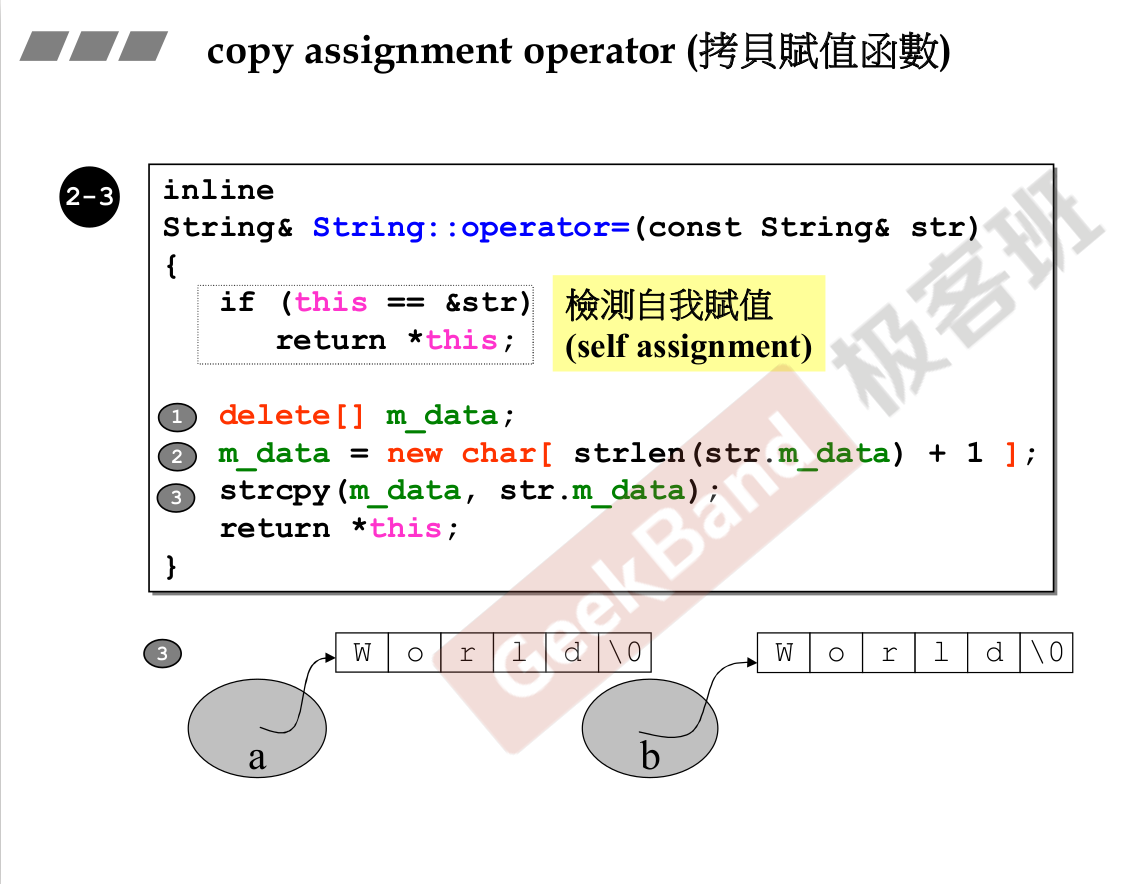 copy assignment operator (拷貝賦值函數)
2-3
inline
String& String::operator=(const String& str)
{
if (this == &str)
return *this;
檢測自我賦值
(self assignment)
1 delete[] m_data;
2 m_data = new char[ strlen(str.m_data) + 1 ];
3 strcpy(m_data, str.m_data);
return *this;
}
GeekBand 极客班
3
W o r l d \0
W o r l d \0
a
b